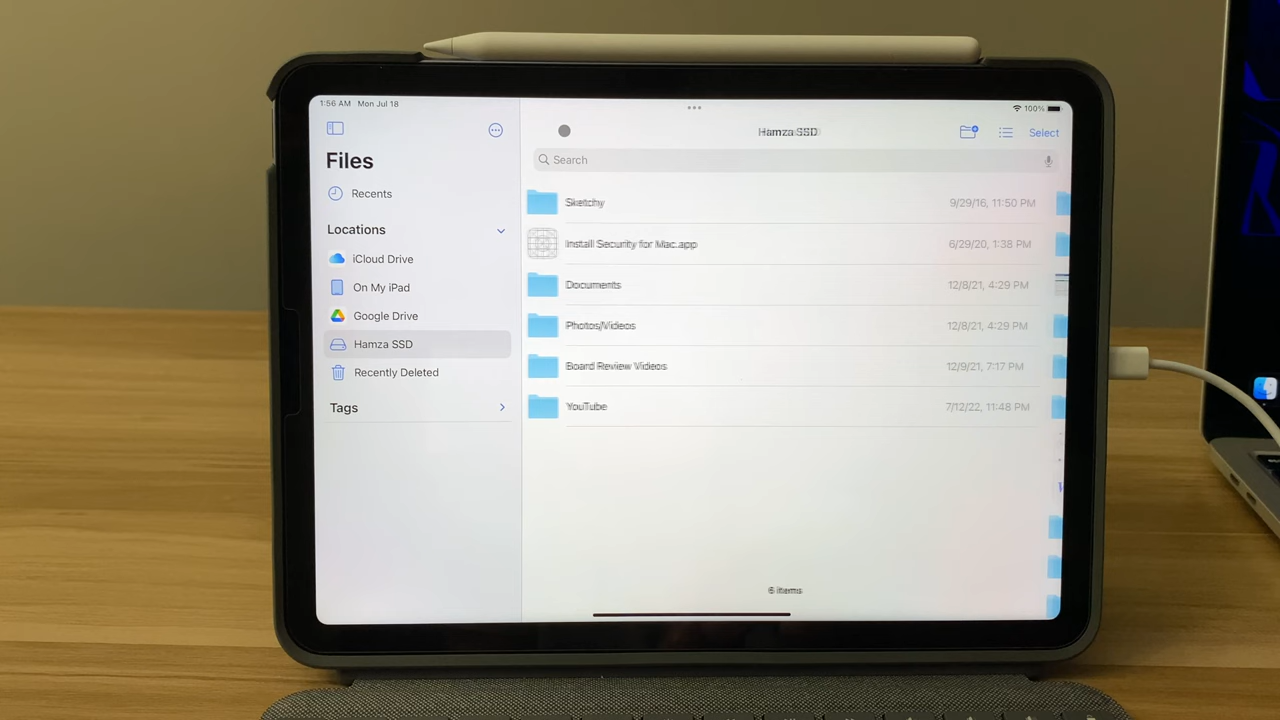 1:56 AM Mon Jul 18
100%
Files
Recents
Locations
iCloud Drive
On My iPad
Google Drive
Hamza SSD
Recently Deleted
Tags
Hamza SSD
Select
Search
Sketchy 9/29/16, 11:50 PM
Install Security for Mac.app 6/29/20, 1:38 PM
Documents 12/8/21, 4:29 PM
Photos/Videos 12/8/21, 4:29 PM
Board Review Videos 12/9/21, 7:17 PM
YouTube 7/12/22, 11:48 PM
6 items